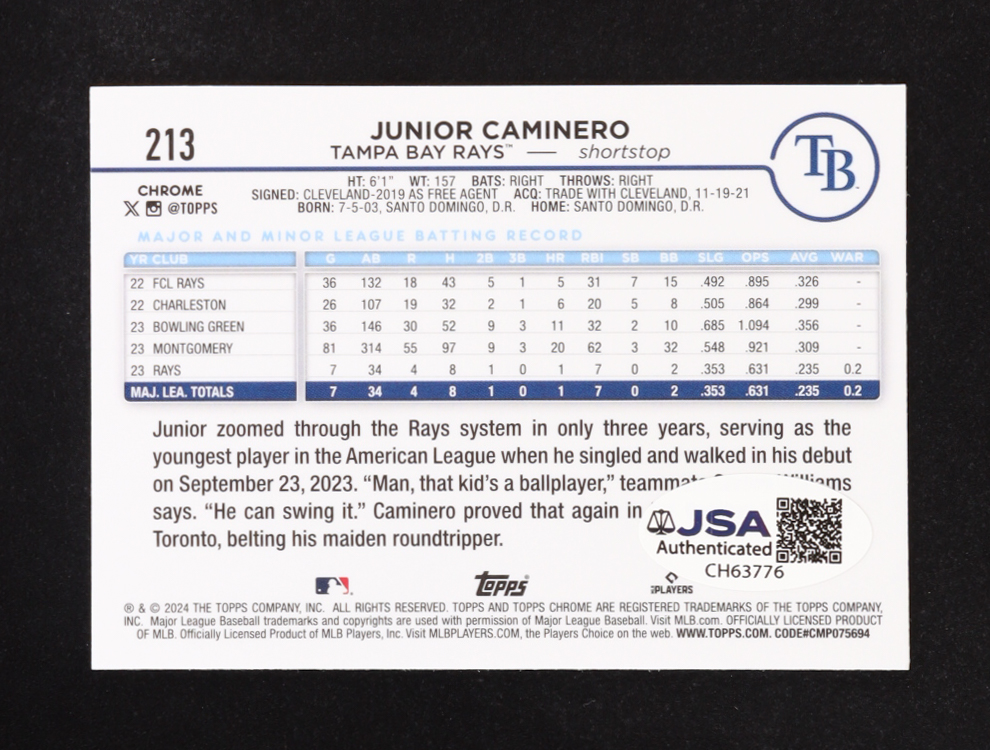 213
JUNIOR CAMINERO
TAMPA BAY RAYS™ — shortstop
TB
CHROME
X @TOPPS
HT: 6'1" WT: 157 BATS: RIGHT THROWS: RIGHT
SIGNED: CLEVELAND-2019 AS FREE AGENT ACQ: TRADE WITH CLEVELAND, 11-19-21
BORN: 7-5-03, SANTO DOMINGO, D.R. HOME: SANTO DOMINGO, D.R.
MAJOR AND MINOR LEAGUE BATTING RECORD
YR CLUB G AB R H 2B 3B HR RBI SB BB SLG OPS AVG WAR
22 FCL RAYS 36 132 18 43 5 1 5 31 7 15 .492 .895 .326 -
22 CHARLESTON 26 107 19 32 2 1 6 20 5 8 .505 .864 .299 -
23 BOWLING GREEN 36 146 30 52 9 3 11 32 2 10 .685 1.094 .356 -
23 MONTGOMERY 81 314 55 97 9 3 20 62 3 32 .548 .921 .309 -
23 RAYS 7 34 4 8 1 0 1 7 0 2 .353 .631 .235 0.2
MAJ. LEA. TOTALS 7 34 4 8 1 0 1 7 0 2 .353 .631 .235 0.2
Junior zoomed through the Rays system in only three years, serving as the
youngest player in the American League when he singled and walked in his debut
on September 23, 2023. “Man, that kid’s a ballplayer,” teammate Williams
says. “He can swing it.” Caminero proved that again in
Toronto, belting his maiden roundtripper.
JSA
Authenticated
CH63776
topps
PLAYERS
® & © 2024 THE TOPPS COMPANY, INC. ALL RIGHTS RESERVED. TOPPS AND TOPPS CHROME ARE REGISTERED TRADEMARKS OF THE TOPPS COMPANY,
INC. Major League Baseball trademarks and copyrights are used with permission of Major League Baseball. Visit MLB.com. OFFICIALLY LICENSED PRODUCT
OF MLB. Officially Licensed Product of MLB Players, Inc. Visit MLBPLAYERS.COM, the Players Choice on the web. WWW.TOPPS.COM. CODE#CMP075694